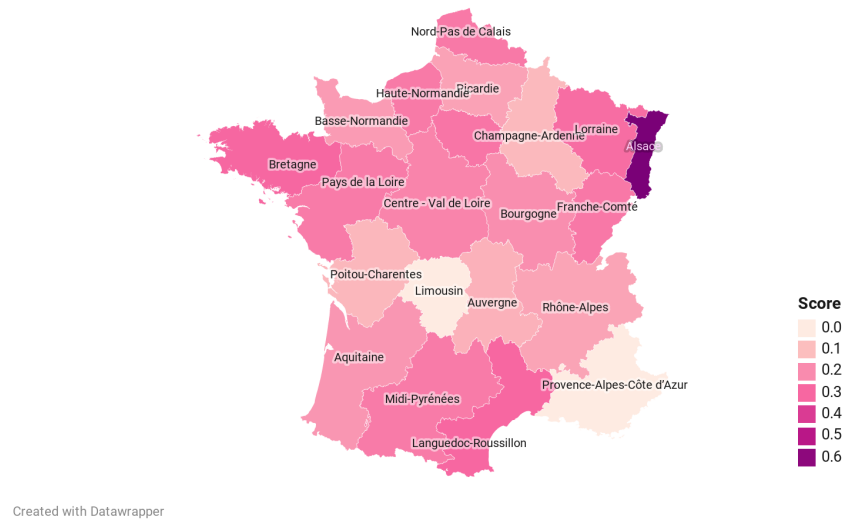 Nord-Pas de Calais
Picardie
Haute-Normandie
Basse-Normandie
Champagne-Ardenne
Lorraine
Alsace
Bretagne
Pays de la Loire
Centre - Val de Loire
Bourgogne
Franche-Comté
Poitou-Charentes
Limousin
Auvergne
Rhône-Alpes
Aquitaine
Provence-Alpes-Côte d'Azur
Midi-Pyrénées
Languedoc-Roussillon
Score
0.0
0.1
0.2
0.3
0.4
0.5
0.6
Created with Datawrapper